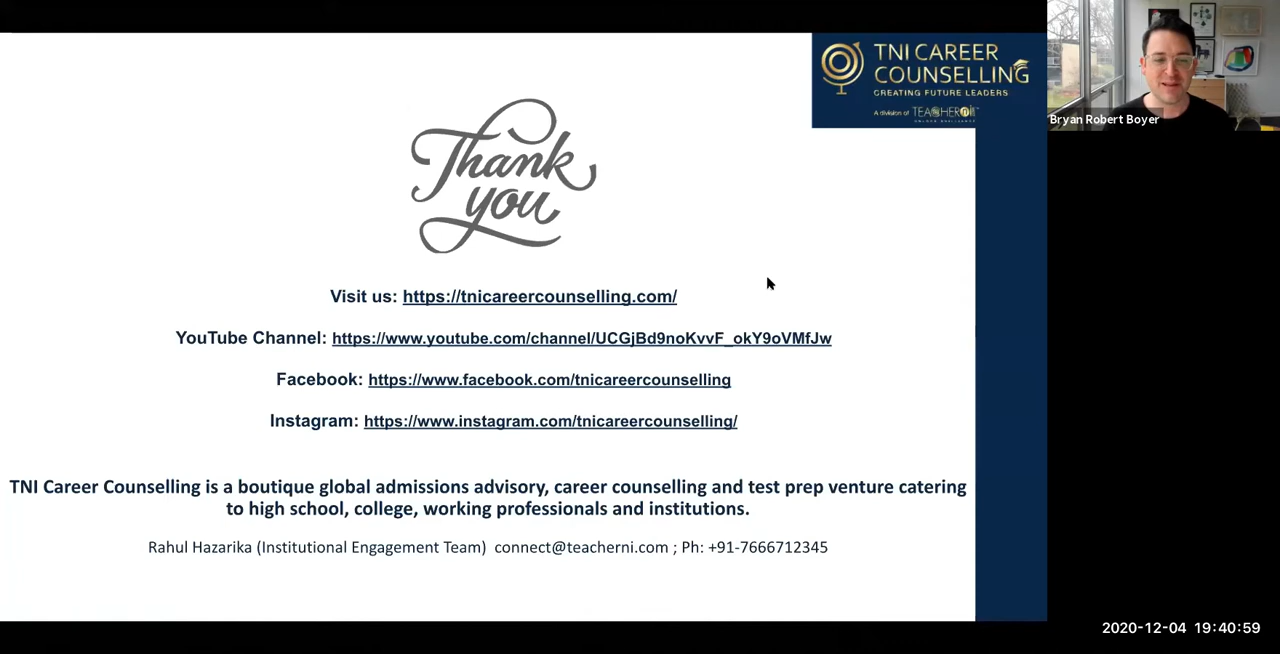 TNI CAREER
COUNSELLING
CREATING FUTURE LEADERS
A division of TEACHERNI
Bryan Robert Boyer
Thank
you
Visit us: https://tnicareercounselling.com/
YouTube Channel: https://www.youtube.com/channel/UCGjBd9noKvvF_okY9oVMfJw
Facebook: https://www.facebook.com/tnicareercounselling
Instagram: https://www.instagram.com/tnicareercounselling/
TNI Career Counselling is a boutique global admissions advisory, career counselling and test prep venture catering
to high school, college, working professionals and institutions.
Rahul Hazarika (Institutional Engagement Team) connect@teacherni.com ; Ph: +91-7666712345
2020-12-04 19:40:59